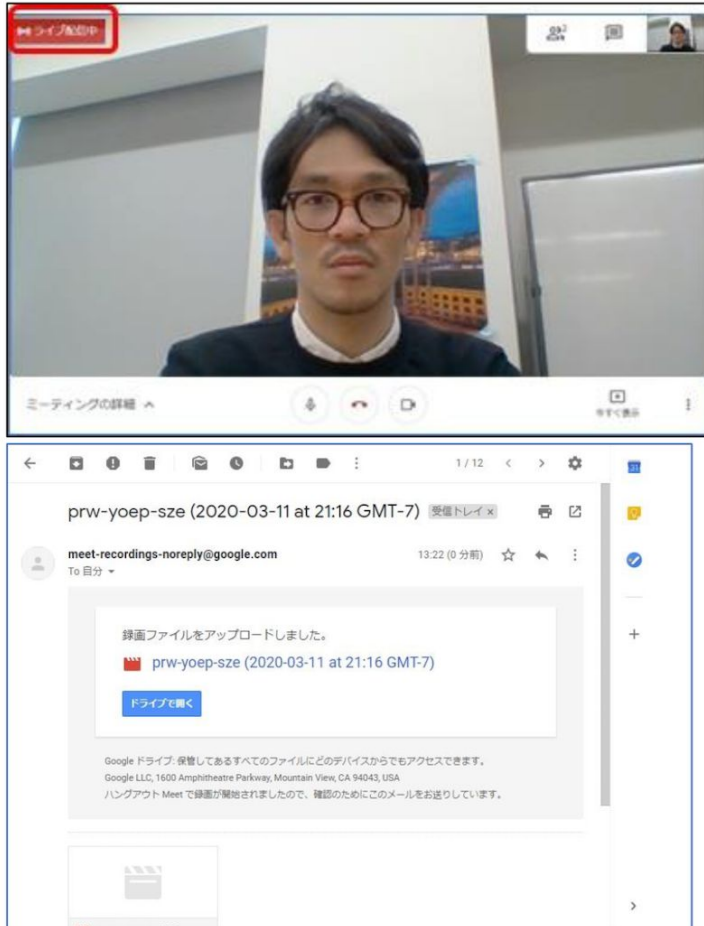 ライブ配信中
ミーティングの詳細
今すぐ表示
1 / 12
31
prw-yoep-sze (2020-03-11 at 21:16 GMT-7) 受信トレイ ×
meet-recordings-noreply@google.com 13:22 (0 分前)
To 自分
録画ファイルをアップロードしました。
prw-yoep-sze (2020-03-11 at 21:16 GMT-7)
ドライブで開く
Google ドライブ: 保管してあるすべてのファイルにどのデバイスからでもアクセスできます。
Google LLC, 1600 Amphitheatre Parkway, Mountain View, CA 94043, USA
ハングアウト Meet で録画が開始されましたので、確認のためにこのメールをお送りしています。